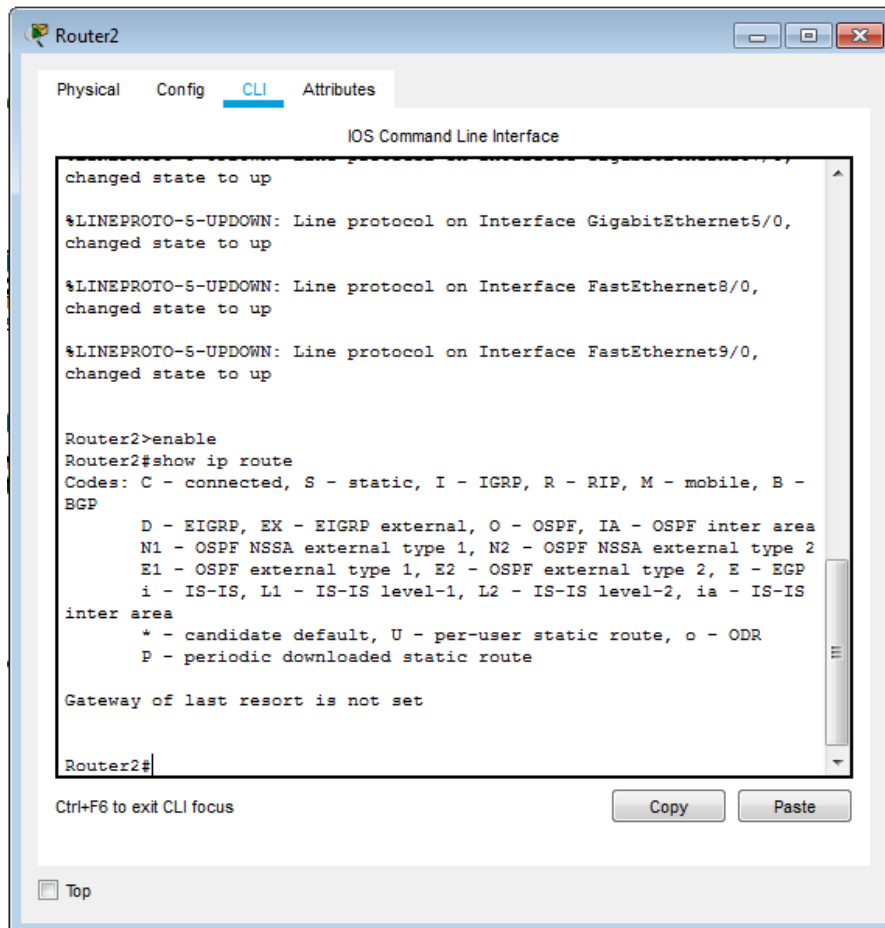 Router2
Physical Config CLI Attributes
IOS Command Line Interface
changed state to up
%LINEPROTO-5-UPDOWN: Line protocol on Interface GigabitEthernet5/0,
changed state to up
%LINEPROTO-5-UPDOWN: Line protocol on Interface FastEthernet8/0,
changed state to up
%LINEPROTO-5-UPDOWN: Line protocol on Interface FastEthernet9/0,
changed state to up
Router2>enable
Router2#show ip route
Codes: C - connected, S - static, I - IGRP, R - RIP, M - mobile, B -
BGP
D - EIGRP, EX - EIGRP external, O - OSPF, IA - OSPF inter area
N1 - OSPF NSSA external type 1, N2 - OSPF NSSA external type 2
E1 - OSPF external type 1, E2 - OSPF external type 2, E - EGP
i - IS-IS, L1 - IS-IS level-1, L2 - IS-IS level-2, ia - IS-IS
inter area
* - candidate default, U - per-user static route, o - ODR
P - periodic downloaded static route
Gateway of last resort is not set
Router2#
Ctrl+F6 to exit CLI focus
Copy Paste
Top